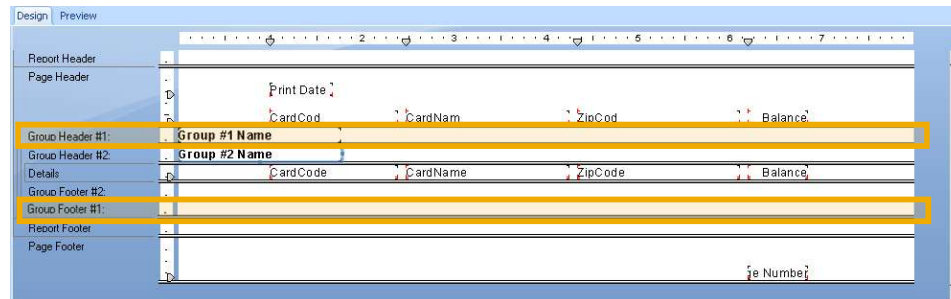 Design Preview
1 2 3 4 5 6 7
Report Header
Page Header
Print Date
CardCod CardNam ZipCod Balance
Group Header #1: Group #1 Name
Group Header #2: Group #2 Name
Details CardCode CardName ZipCode Balance
Group Footer #2:
Group Footer #1:
Report Footer
Page Footer
je Number